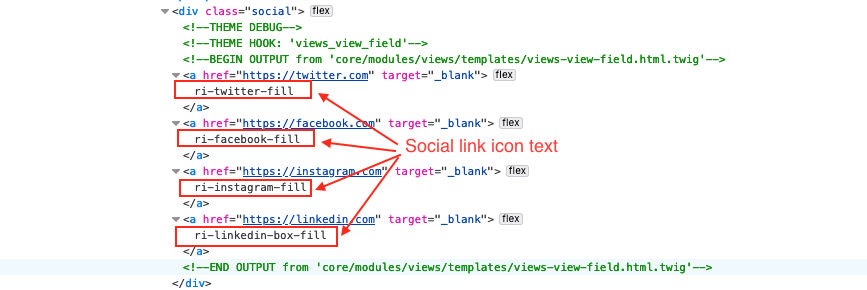 <div class="social"> flex
<!--THEME DEBUG-->
<!--THEME HOOK: 'views_view_field'-->
<!--BEGIN OUTPUT from 'core/modules/views/templates/views-view-field.html.twig'-->
<a href="https://twitter.com" target="_blank"> flex
ri-twitter-fill
</a>
<a href="https://facebook.com" target="_blank"> flex
ri-facebook-fill
Social link icon text
</a>
<a href="https://instagram.com" target="_blank"> flex
ri-instagram-fill
</a>
<a href="https://linkedin.com" target="_blank"> flex
ri-linkedin-box-fill
</a>
<!--END OUTPUT from 'core/modules/views/templates/views-view-field.html.twig'-->
</div>